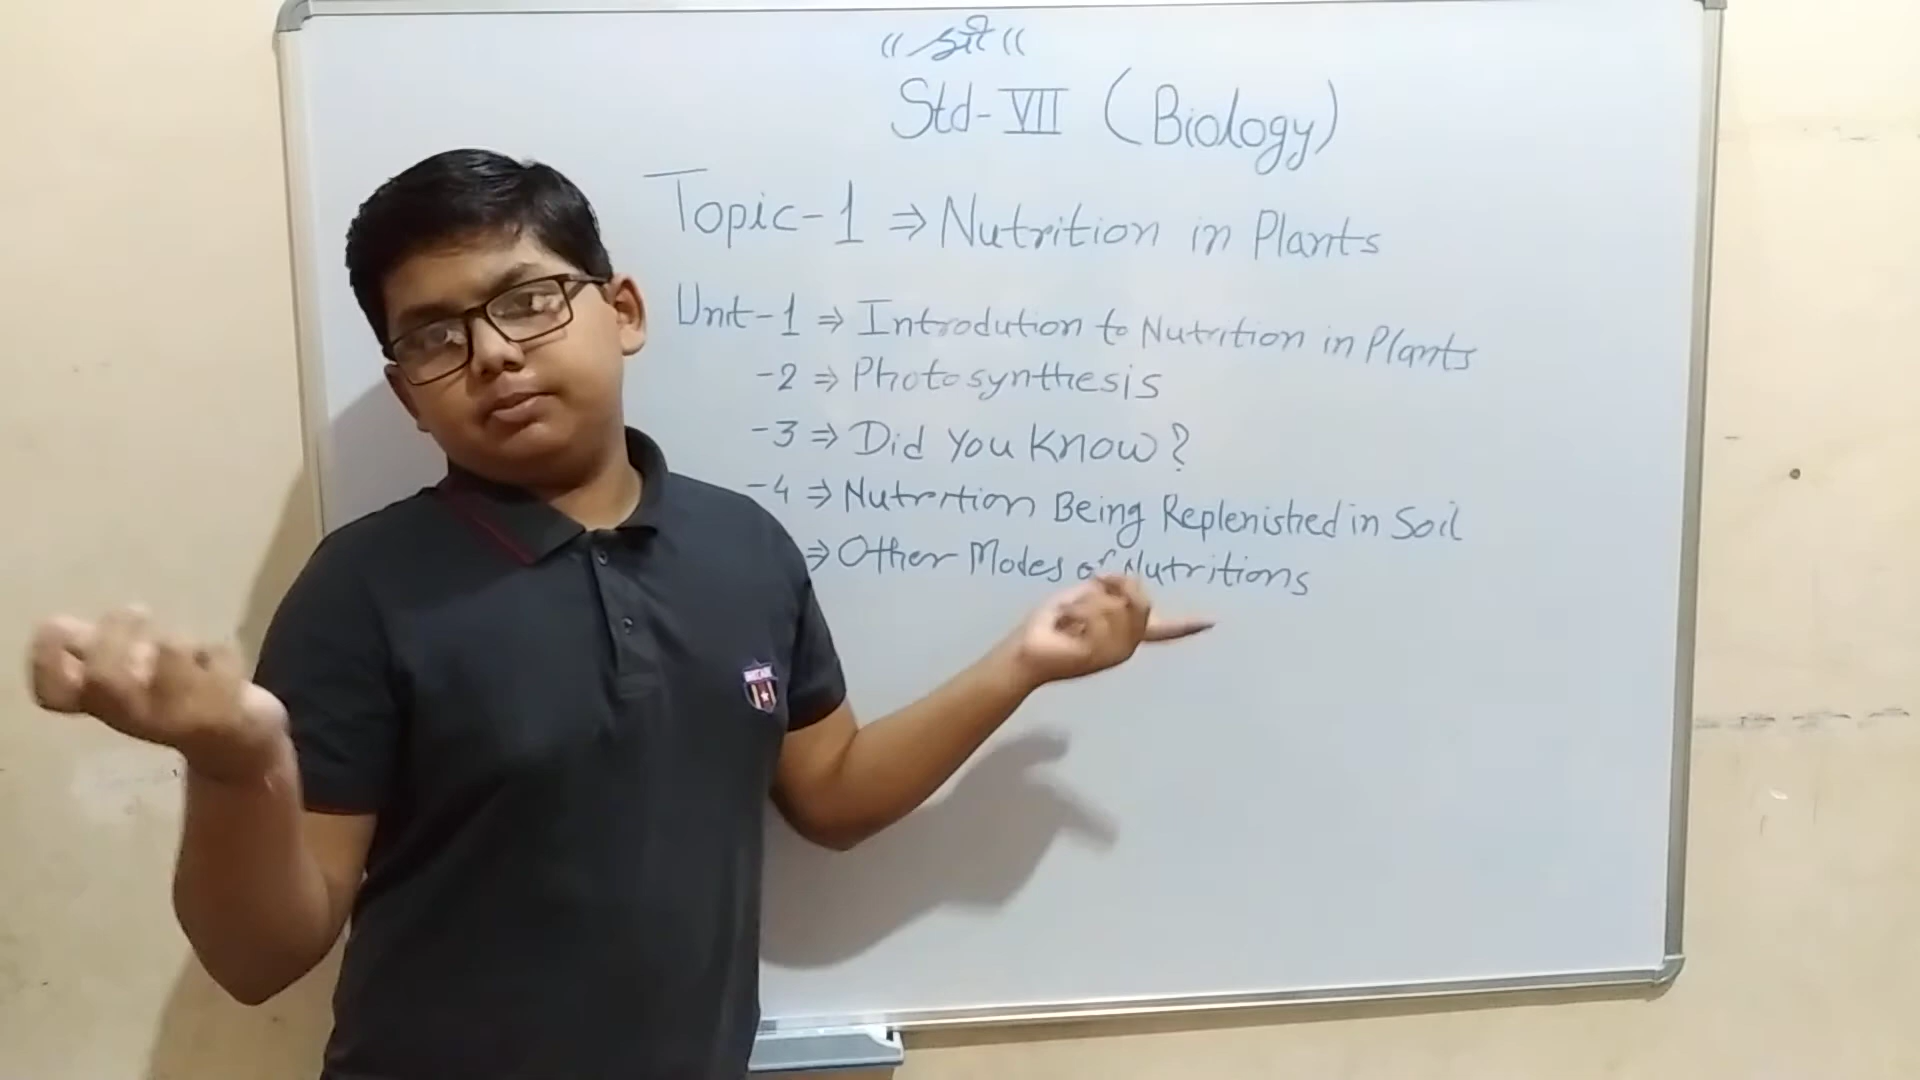 “ श्री “
Std-VII (Biology)
Topic-1 ⇒ Nutrition in Plants
Unit-1 ⇒ Introdution to Nutrition in Plants
-2 ⇒ Photosynthesis
-3 ⇒ Did You Know?
-4 ⇒ Nutrition Being Replenished in Soil
⇒ Other Modes of Nutritions